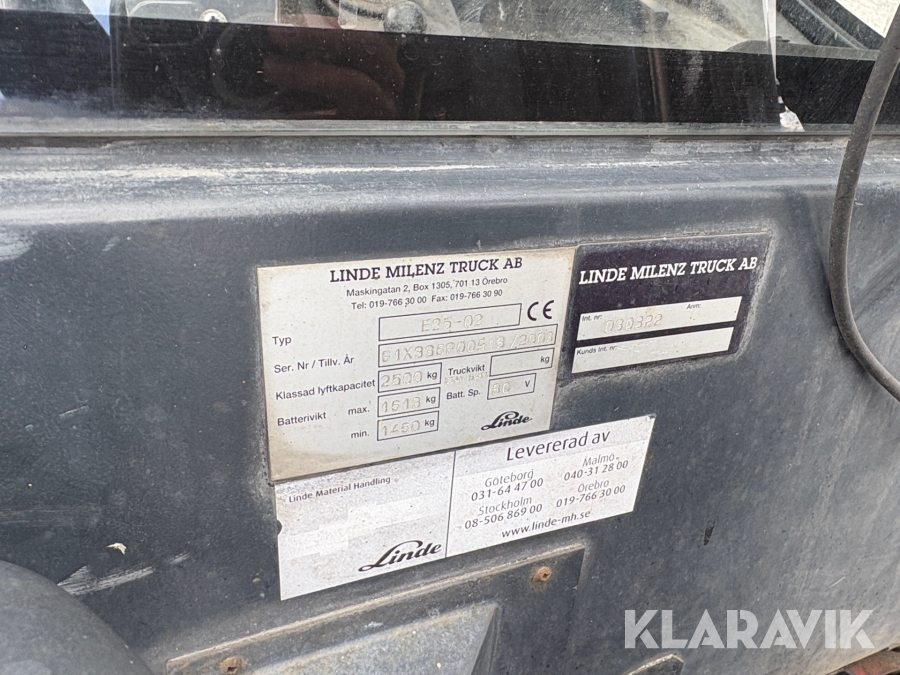 LINDE MILENZ TRUCK AB
Maskingatan 2, Box 1305, 701 13 Örebro
Tel: 019-766 30 00 Fax: 019-766 30 90
CE
Typ
Ser. Nr / Tillv. År
Klassad lyftkapacitet 2500 kg Truckvikt kg
Batterivikt max. 1613 kg Batt. Sp. 80 V
min. 1450 kg
Linde
LINDE MILENZ TRUCK AB
Int. nr: 030322 Anm:
Kunds Int. nr:
Linde Material Handling
Linde
Levererad av
Göteborg Malmö
031-64 47 00 040-31 28 00
Stockholm Örebro
08-506 869 00 019-766 30 00
www.linde-mh.se
KLARAVIK